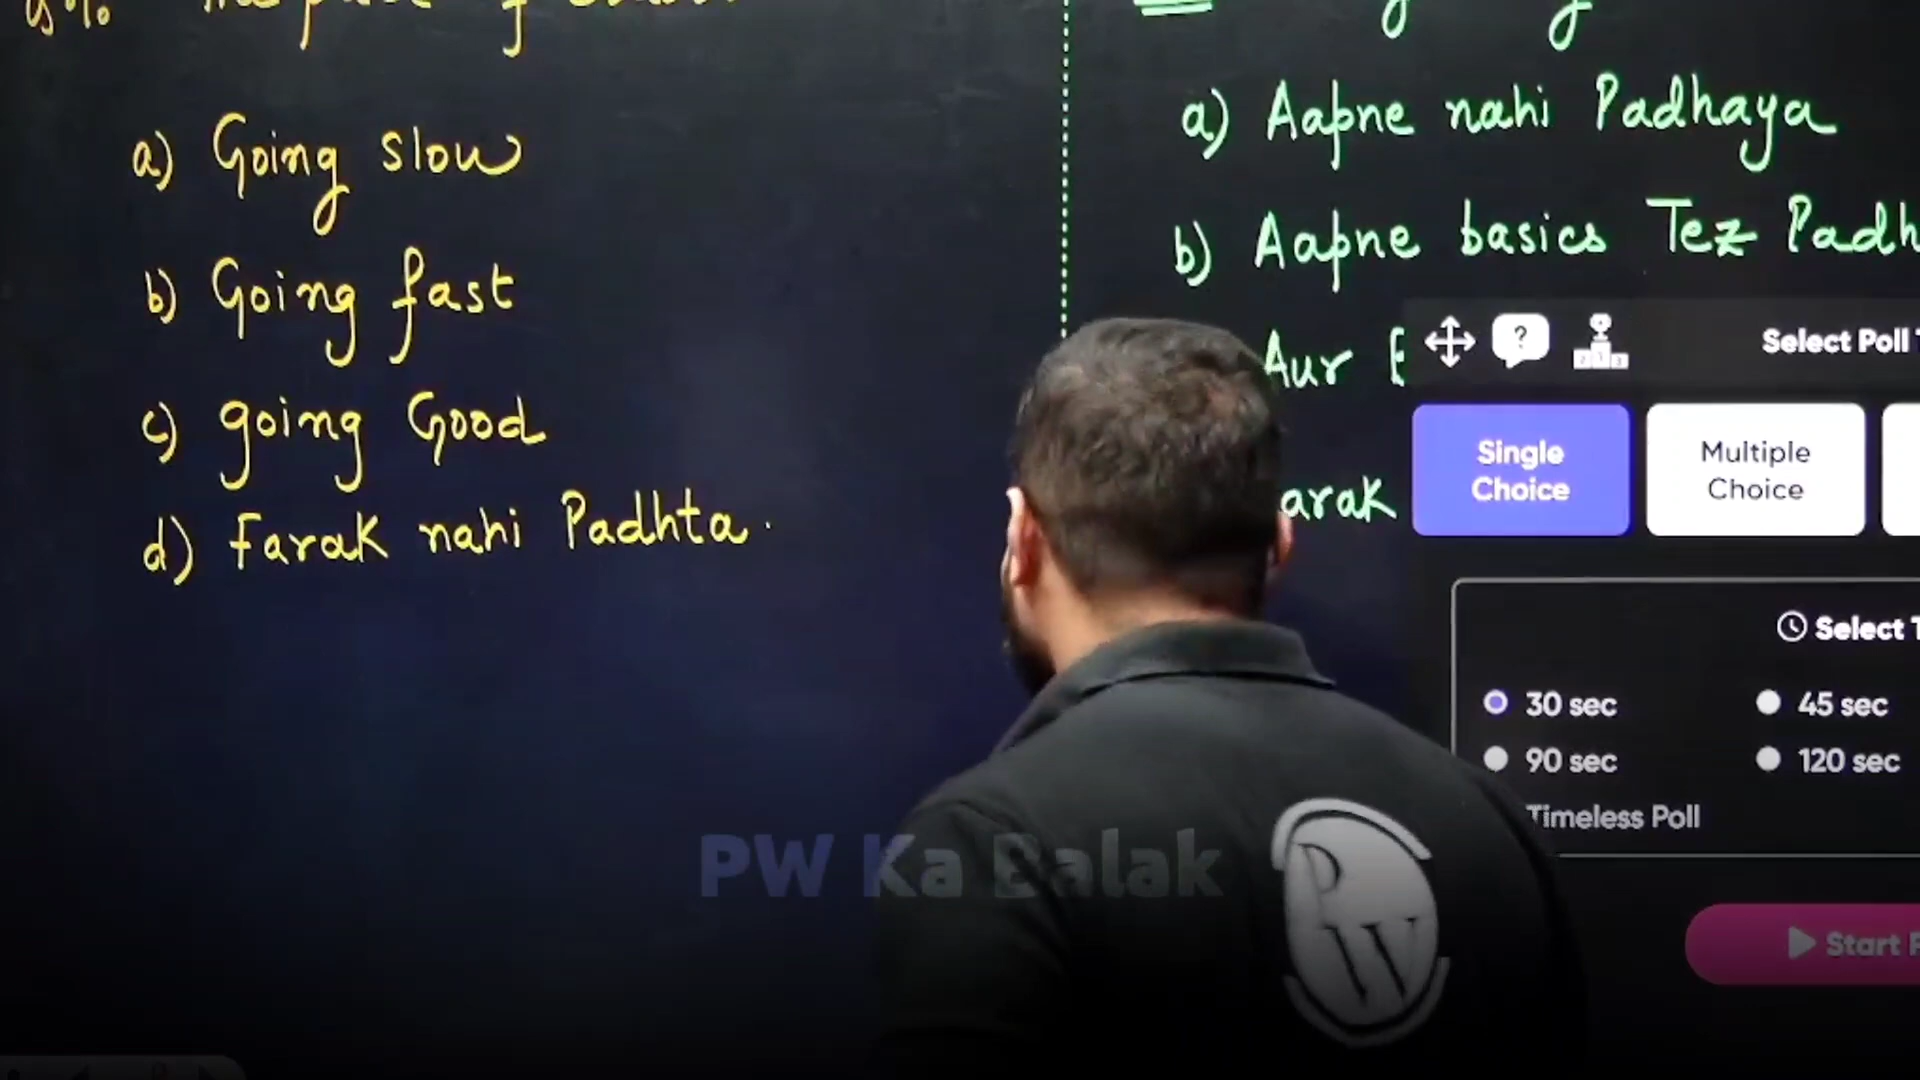 a) Going slow
b) Going fast
c) going Good
d) Farak nahi Padhta.
a) Aapne nahi Padhaya
b) Aapne basics Tez Padh
Aur
arak
Select Poll
Single
Choice
Multiple
Choice
Select
30 sec
45 sec
90 sec
120 sec
Timeless Poll
Start
PW Ka Balak
PW